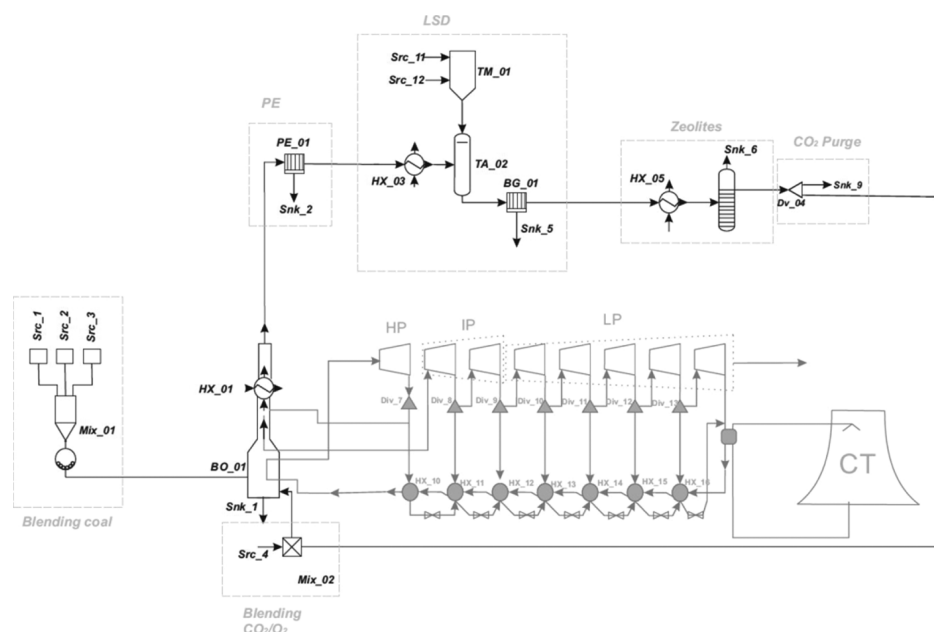 LSD
Src_11
Src_12
TM_01
PE
PE_01
Snk_2
HX_03
TA_02
BG_01
Snk_5
Zeolites
Snk_6
HX_05
CO₂ Purge
Snk_9
Dv_04
Src_1
Src_2
Src_3
Mix_01
Blending coal
HX_01
BO_01
Snk_1
Src_4
Mix_02
Blending
CO₂/O₂
HP
IP
LP
Div_7
Div_8
Div_9
Div_10
Div_11
Div_12
Div_13
HX_10
HX_11
HX_12
HX_13
HX_14
HX_15
HX_16
CT